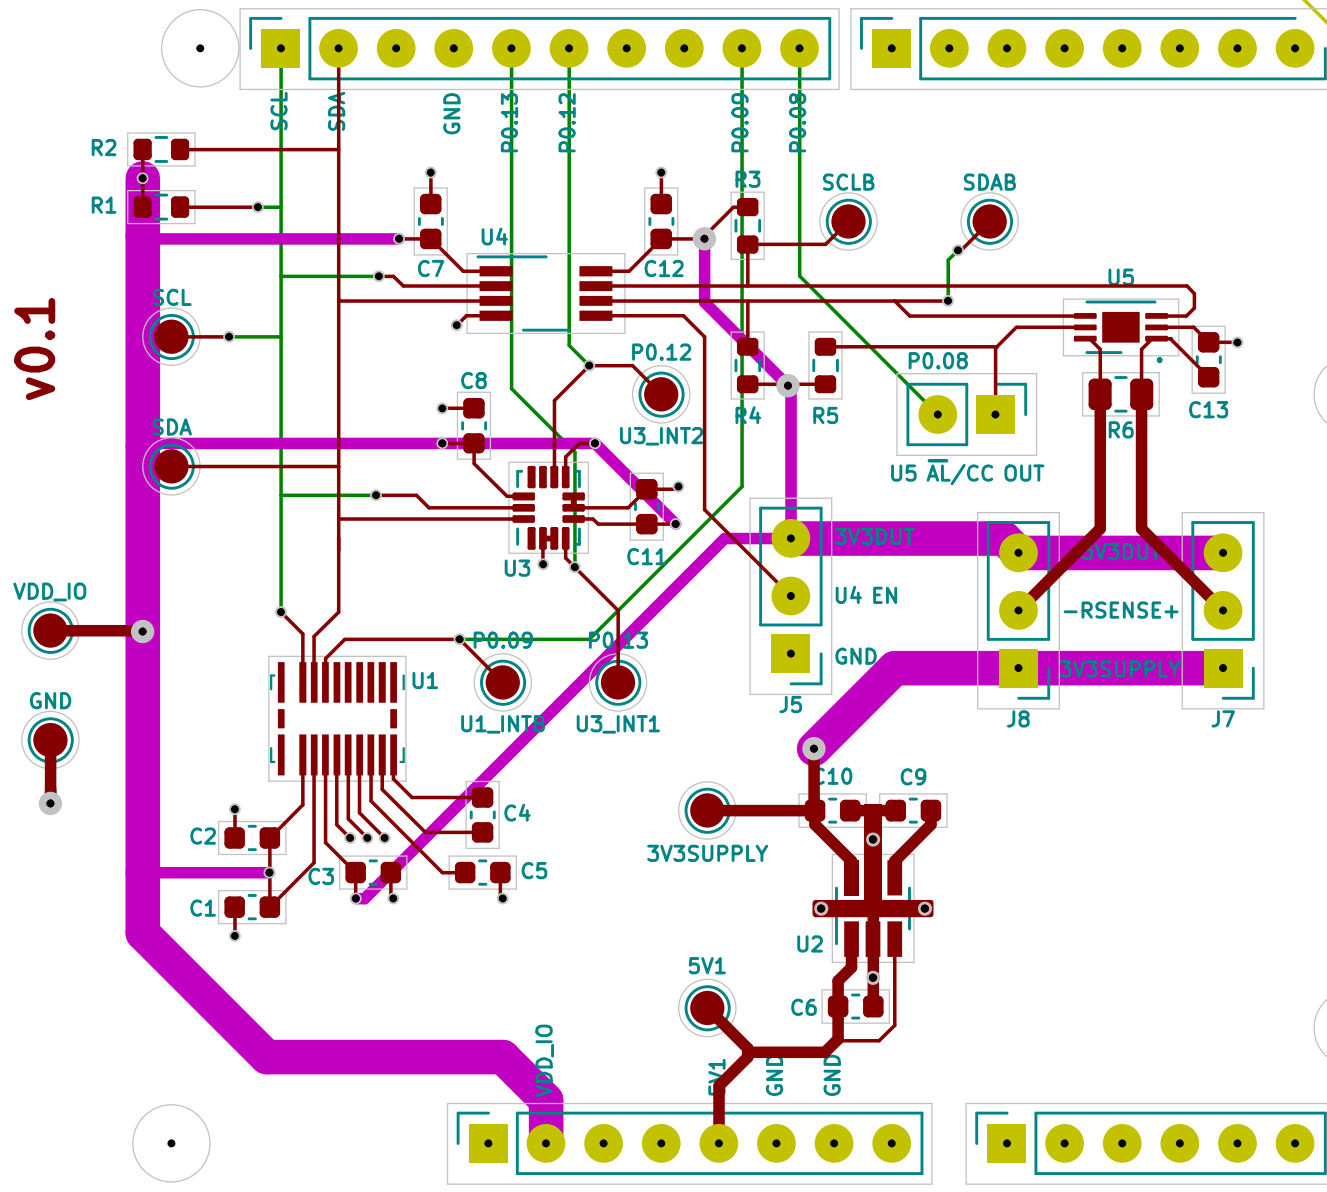 SCL
SDA
GND
P0.13
P0.12
P0.09
P0.08
R2
R1
R3
SCLB
SDAB
U4
C7
C12
U5
v0.1
SCL
P0.12
P0.08
C8
R4
R5
C13
SDA
U3_INT2
R6
U5 AL/CC OUT
3V3DUT
3V3DUT
C11
U3
VDD_IO
U4 EN
-RSENSE+
P0.09
P0.13
GND
3V3SUPPLY
U1
GND
J5
U1_INTB
U3_INT1
J8
J7
C10
C9
C4
C2
3V3SUPPLY
C3
C5
C1
U2
5V1
C6
VDD_IO
5V1
GND
GND